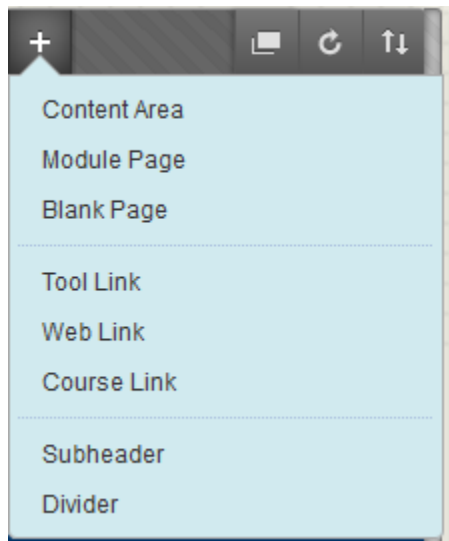 Content Area
Module Page
Blank Page
Tool Link
Web Link
Course Link
Subheader
Divider